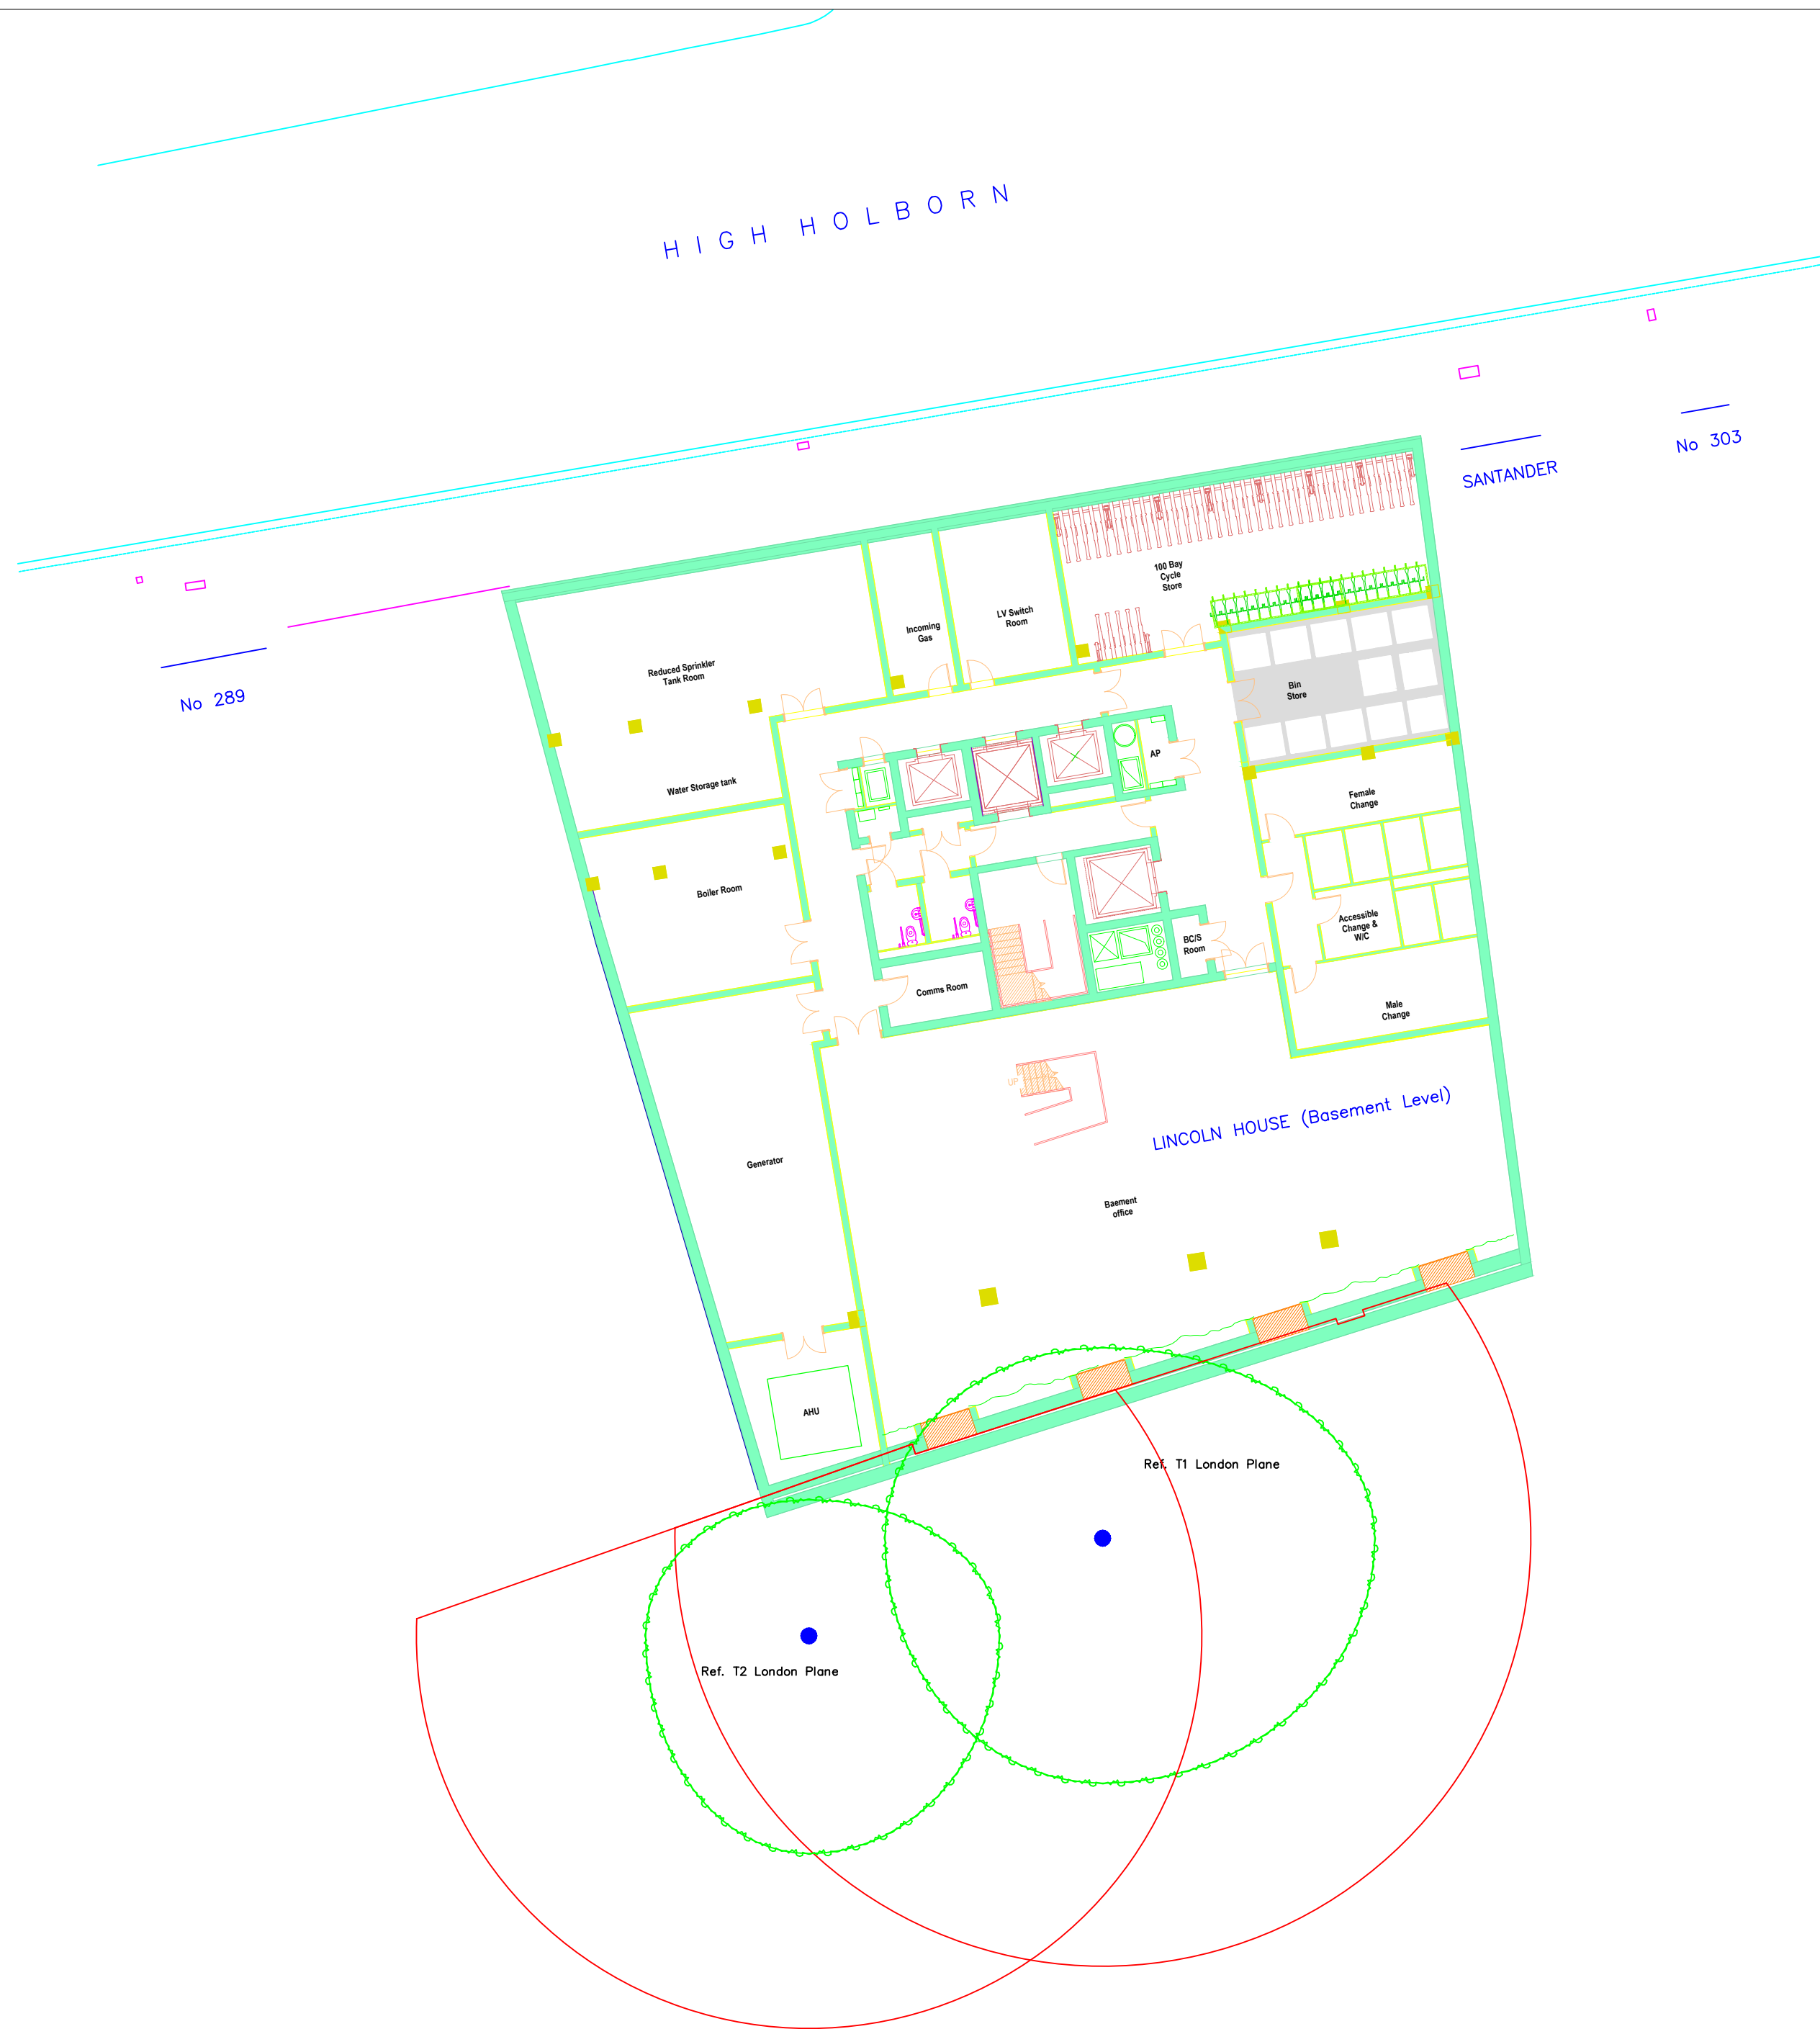 HIGH HOLBORN
No 303
SANTANDER
No 289
100 Bay
Cycle
Store
LV Switch
Room
Incoming
Gas
Reduced Sprinkler
Tank Room
Bin
Store
AP
Water Storage tank
Female
Change
Boiler Room
Accessible
Change &
W/C
BC/S
Room
Comms Room
Male
Change
UP
LINCOLN HOUSE (Basement Level)
Generator
Baement
office
AHU
Ref. T1 London Plane
Ref. T2 London Plane